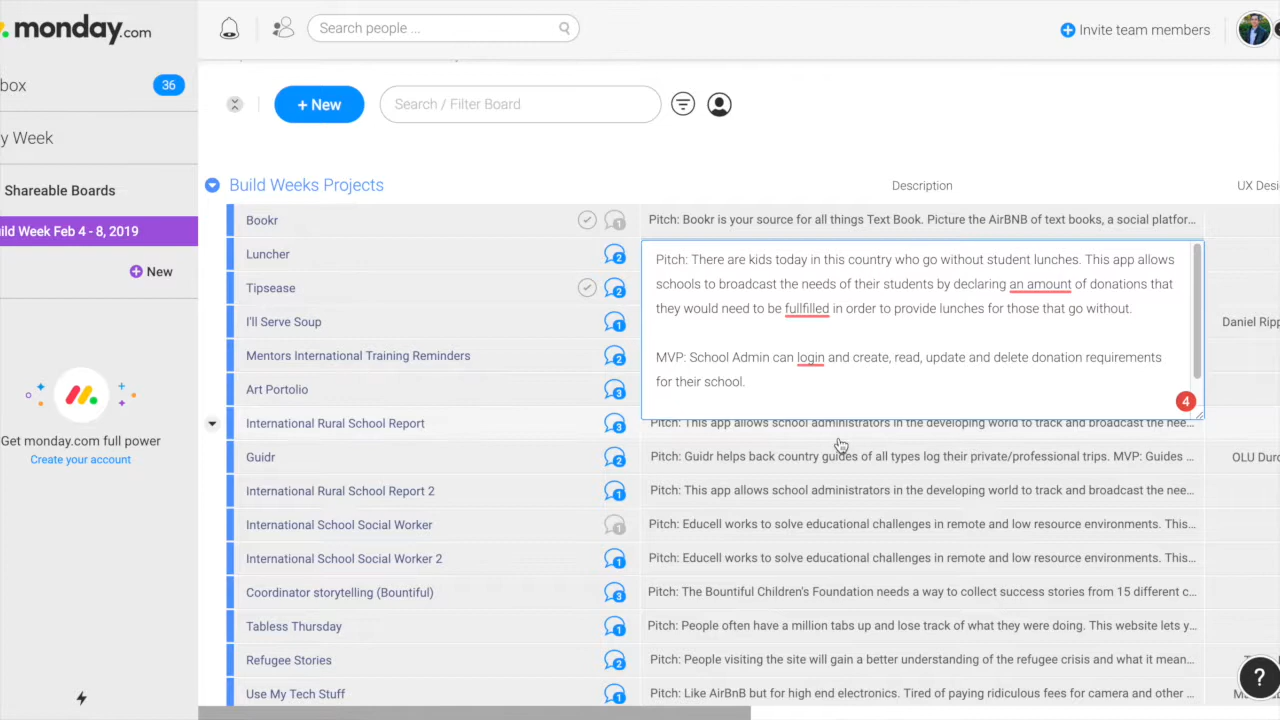 monday.com
Search people ...
Invite team members
box
36
+ New
Search / Filter Board
y Week
Shareable Boards
ild Week Feb 4 - 8, 2019
New
Get monday.com full power
Create your account
Build Weeks Projects
Description
UX Desi
Bookr
1
Pitch: Bookr is your source for all things Text Book. Picture the AirBNB of text books, a social platfor...
Luncher
2
Pitch: There are kids today in this country who go without student lunches. This app allows
schools to broadcast the needs of their students by declaring an amount of donations that
they would need to be fullfilled in order to provide lunches for those that go without.
MVP: School Admin can login and create, read, update and delete donation requirements
for their school.
4
Tipsease
2
I'll Serve Soup
1
Daniel Ripp
Mentors International Training Reminders
2
Art Portolio
3
International Rural School Report
3
Pitch: This app allows school administrators in the developing world to track and broadcast the nee...
Guidr
2
Pitch: Guidr helps back country guides of all types log their private/professional trips. MVP: Guides ...
OLU Durc
International Rural School Report 2
1
Pitch: This app allows school administrators in the developing world to track and broadcast the nee...
International School Social Worker
1
Pitch: Educell works to solve educational challenges in remote and low resource environments. This...
International School Social Worker 2
1
Pitch: Educell works to solve educational challenges in remote and low resource environments. This...
Coordinator storytelling (Bountiful)
3
Pitch: The Bountiful Children's Foundation needs a way to collect success stories from 15 different c...
Tabless Thursday
1
Pitch: People often have a million tabs up and lose track of what they were doing. This website lets y...
Refugee Stories
2
Pitch: People visiting the site will gain a better understanding of the refugee crisis and what it mean...
Use My Tech Stuff
1
Pitch: Like AirBnB but for high end electronics. Tired of paying ridiculous fees for camera and other ...
?